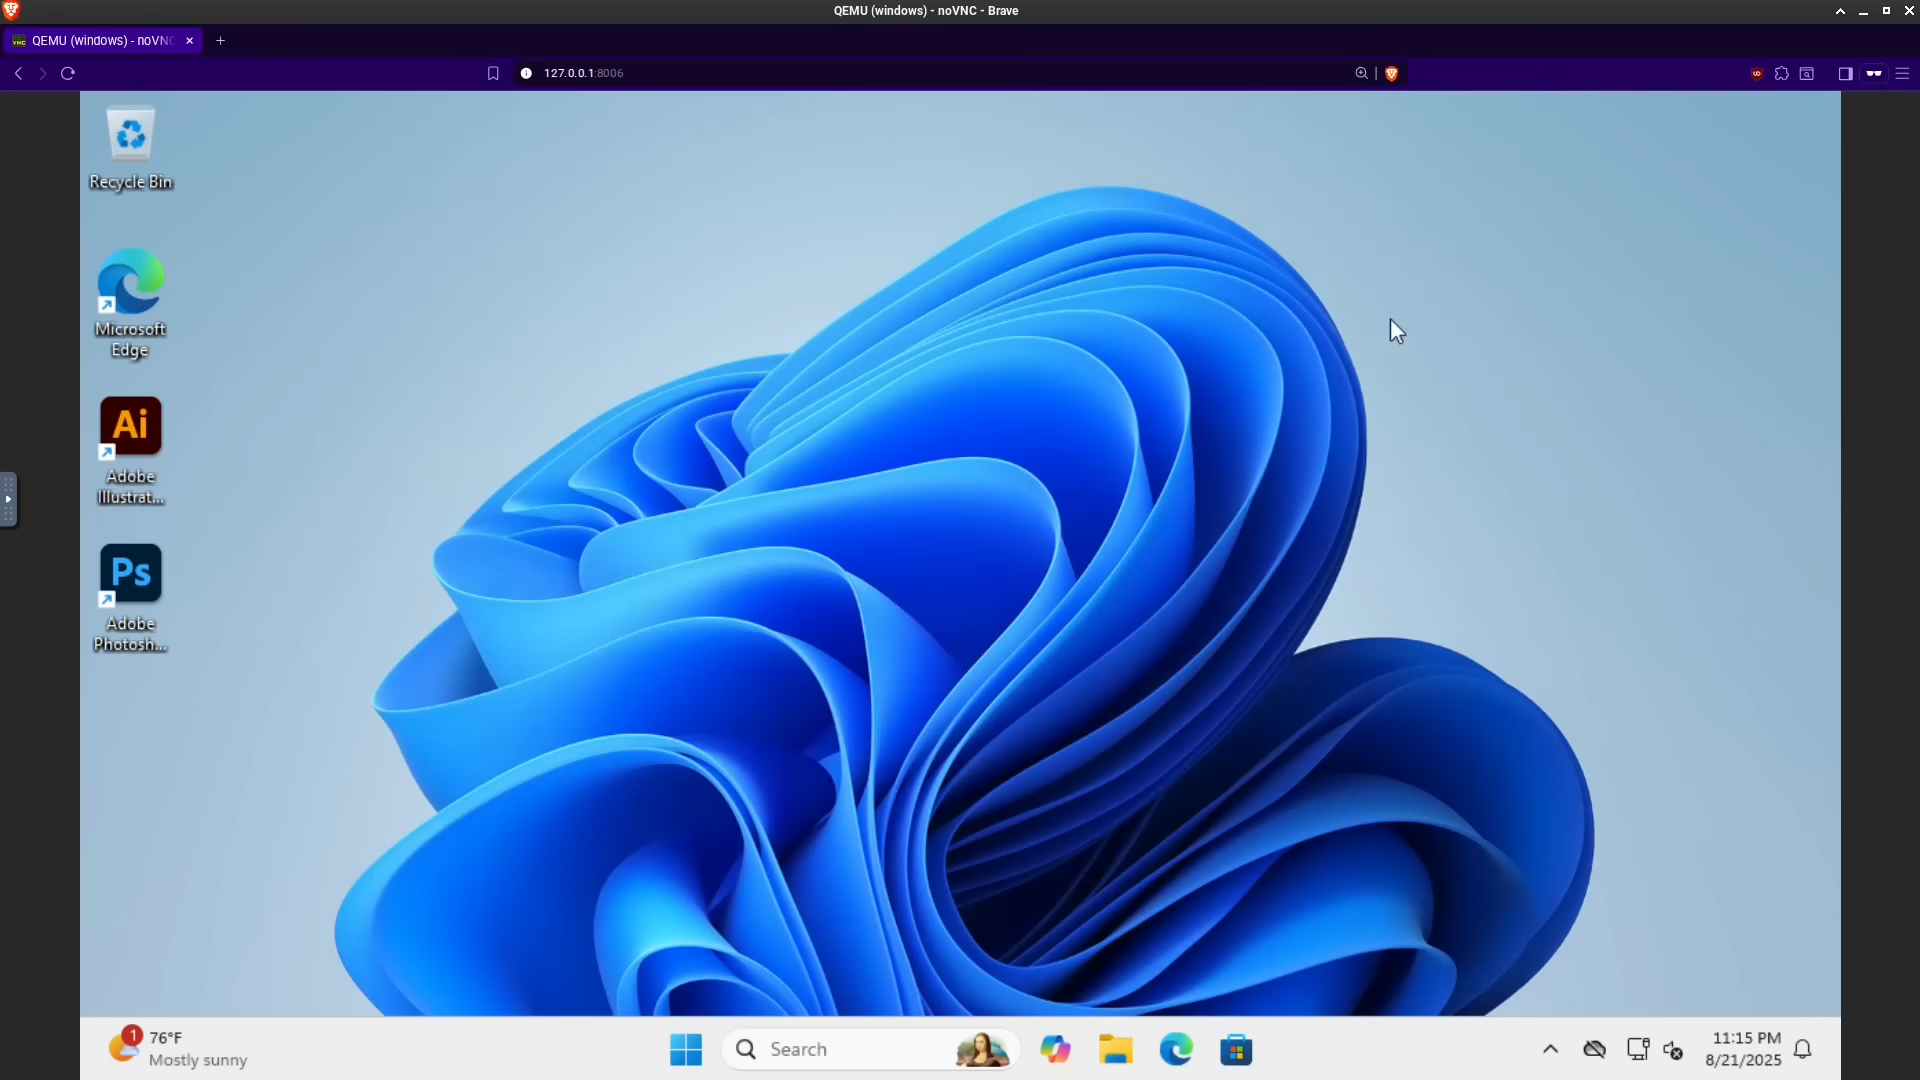 QEMU (windows) - noVNC - Brave
QEMU (windows) - noVNC
127.0.0.1:8006
Recycle Bin
Microsoft
Edge
Ai
Adobe
Illustrat...
Ps
Adobe
Photosh...
1
76°F
Mostly sunny
Search
11:15 PM
8/21/2025